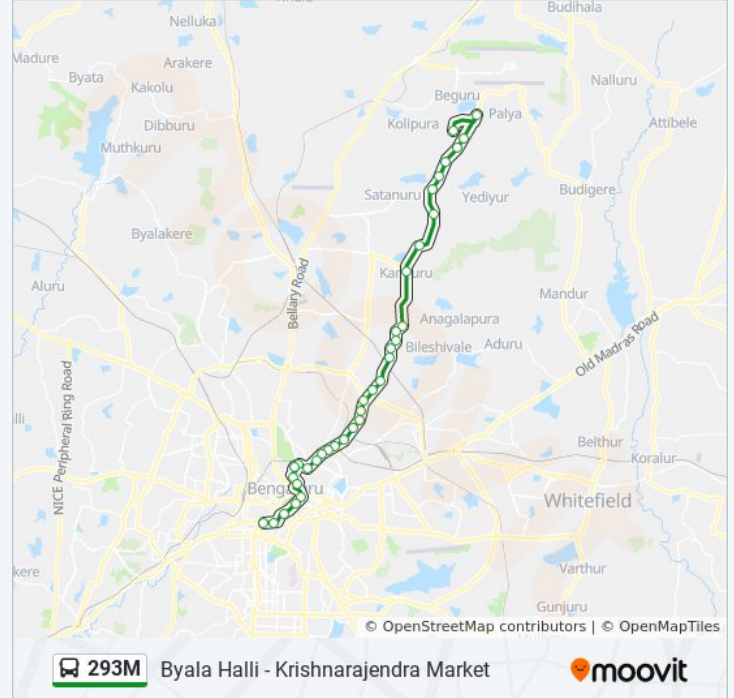 Budihala
Nelluka
Madure
Arakere
Byata
Kakolu
Nalluru
Beguru
Palya
Kolipura
Attibele
Dibburu
Muthkuru
Satanuru
Yediyur
Budigere
Byalakere
Aluru
Bellary Road
Mandur
Anagalapura
Bileshivale
Aduru
Old Madras Road
NICE Peripheral Ring Road
Belthur
Koralur
Whitefield
kere
Varthur
Gunjuru
© OpenStreetMap contributors | © OpenMapTiles
293M Byala Halli - Krishnarajendra Market moovit